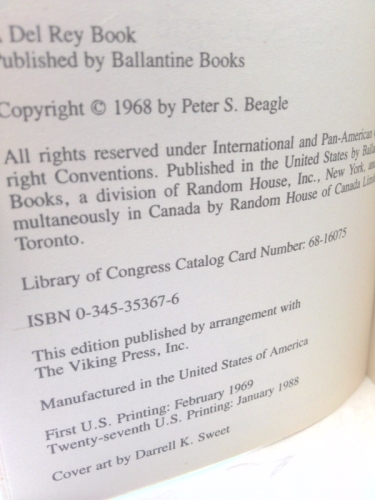 Del Rey Book
Published by Ballantine Books
Copyright © 1968 by Peter S. Beagle
All rights reserved under International and Pan-American
right Conventions. Published in the United States by
Books, a division of Random House, Inc., New York,
multaneously in Canada by Random House of Canada
Toronto.
Library of Congress Catalog Card Number: 68-16075
ISBN 0-345-35367-6
This edition published by arrangement with
The Viking Press, Inc.
Manufactured in the United States of America
First U.S. Printing: February 1969
Twenty-seventh U.S. Printing: January 1988
Cover art by Darrell K. Sweet